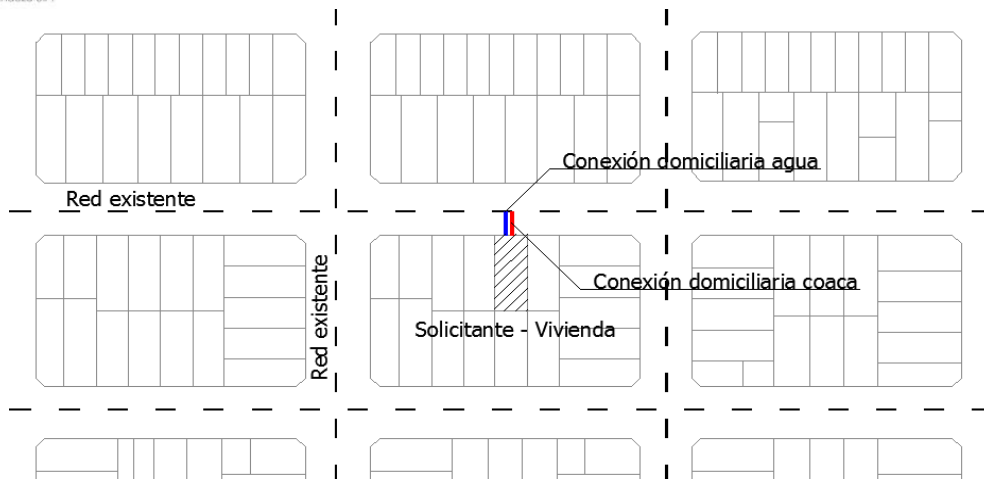 Conexión domiciliaria agua
Red existente
Red existente
Conexión domiciliaria coaca
Solicitante - Vivienda